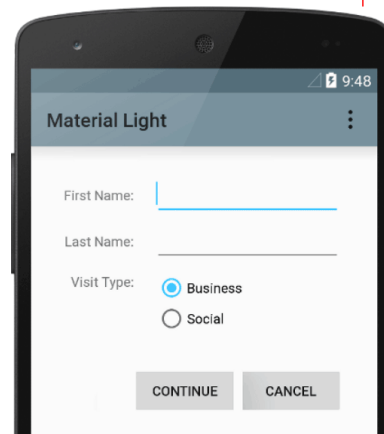 9:48
Material Light
First Name:
Last Name:
Visit Type:
Business
Social
CONTINUE CANCEL